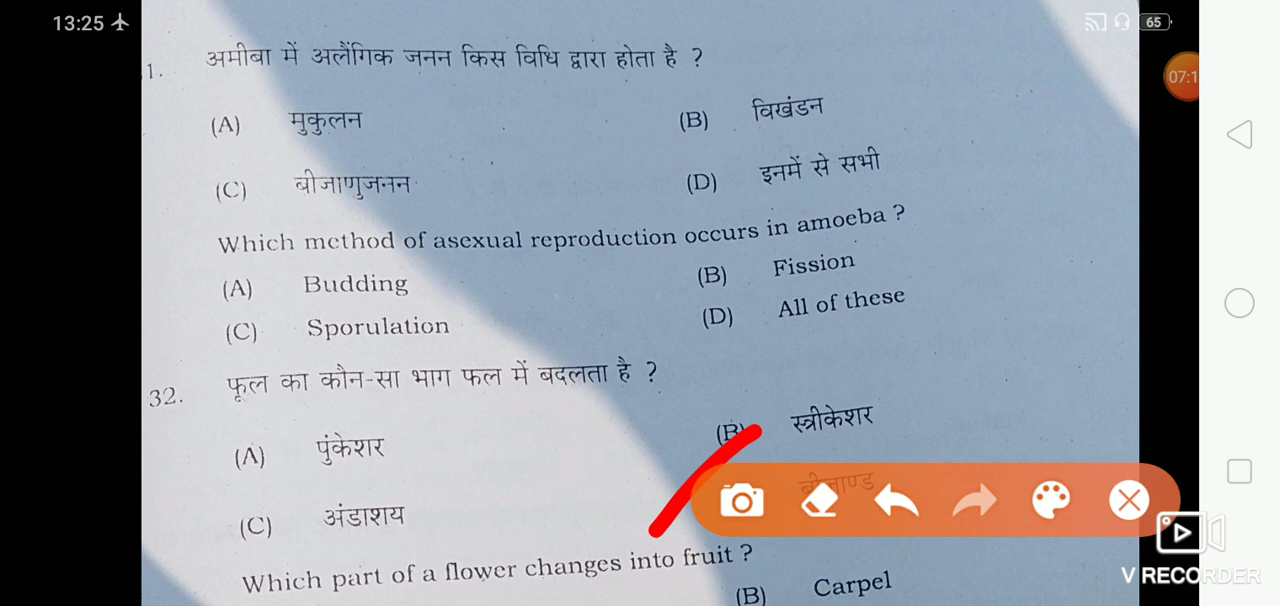 13:25
65
07:1
1. अमीबा में अलैंगिक जनन किस विधि द्वारा होता है ?
(A) मुकुलन (B) विखंडन
(C) बीजाणुजनन (D) इनमें से सभी
Which method of asexual reproduction occurs in amoeba ?
(A) Budding (B) Fission
(C) Sporulation (D) All of these
32. फूल का कौन-सा भाग फल में बदलता है ?
(A) पुंकेशर (B) स्त्रीकेशर
(C) अंडाशय बीजाण्ड
Which part of a flower changes into fruit ?
(B) Carpel
V RECORDER